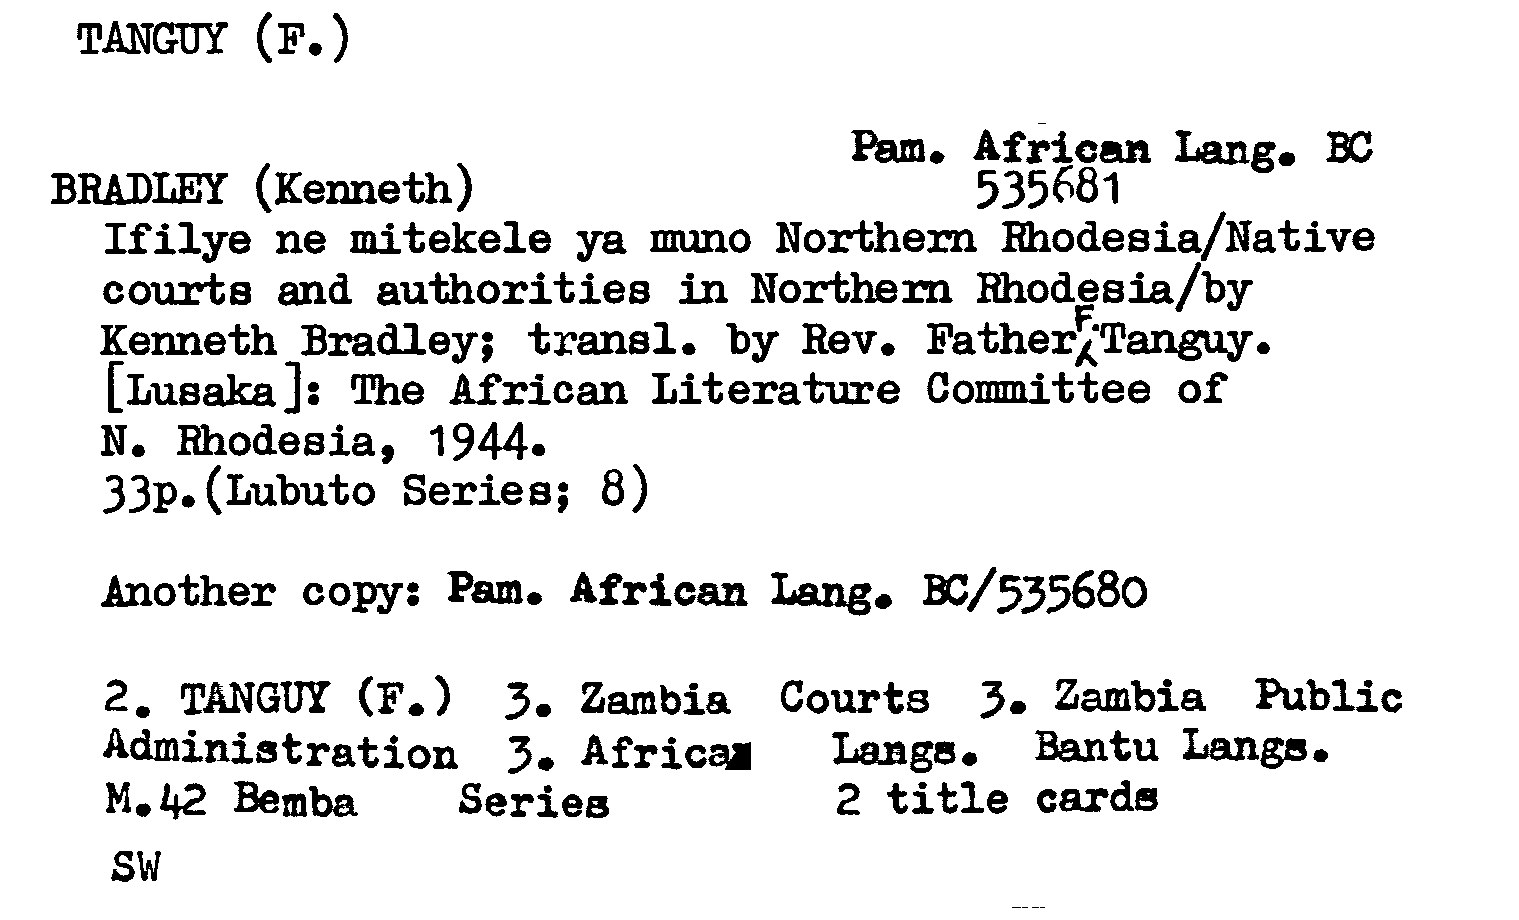 TANGUY (F.)
Pam. African Lang. BC
535681
BRADLEY (Kenneth)
Ifilye ne mitekele ya muno Northern Rhodesia/Native
courts and authorities in Northern Rhodesia/by
Kenneth Bradley; transl. by Rev. Father F. Tanguy.
[Lusaka]: The African Literature Committee of
N. Rhodesia, 1944.
33p.(Lubuto Series; 8)
Another copy: Pam. African Lang. BC/535680
2. TANGUY (F.) 3. Zambia Courts 3. Zambia Public
Administration 3. Africa Langs. Bantu Langs.
M.42 Bemba Series 2 title cards
SW